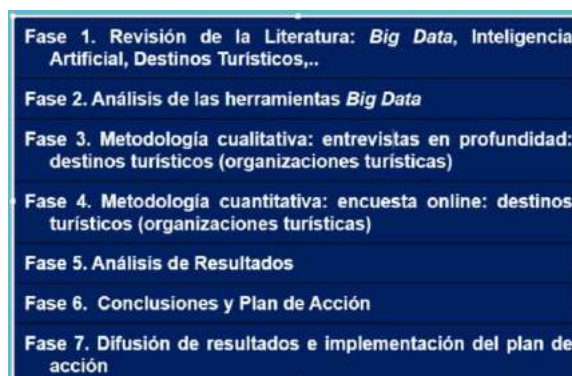 Fase 1. Revisión de la Literatura: Big Data, Inteligencia
Artificial, Destinos Turísticos,..
Fase 2. Análisis de las herramientas Big Data
Fase 3. Metodología cualitativa: entrevistas en profundidad:
destinos turísticos (organizaciones turísticas)
Fase 4. Metodología cuantitativa: encuesta online: destinos
turísticos (organizaciones turísticas)
Fase 5. Análisis de Resultados
Fase 6. Conclusiones y Plan de Acción
Fase 7. Difusión de resultados e implementación del plan de
acción